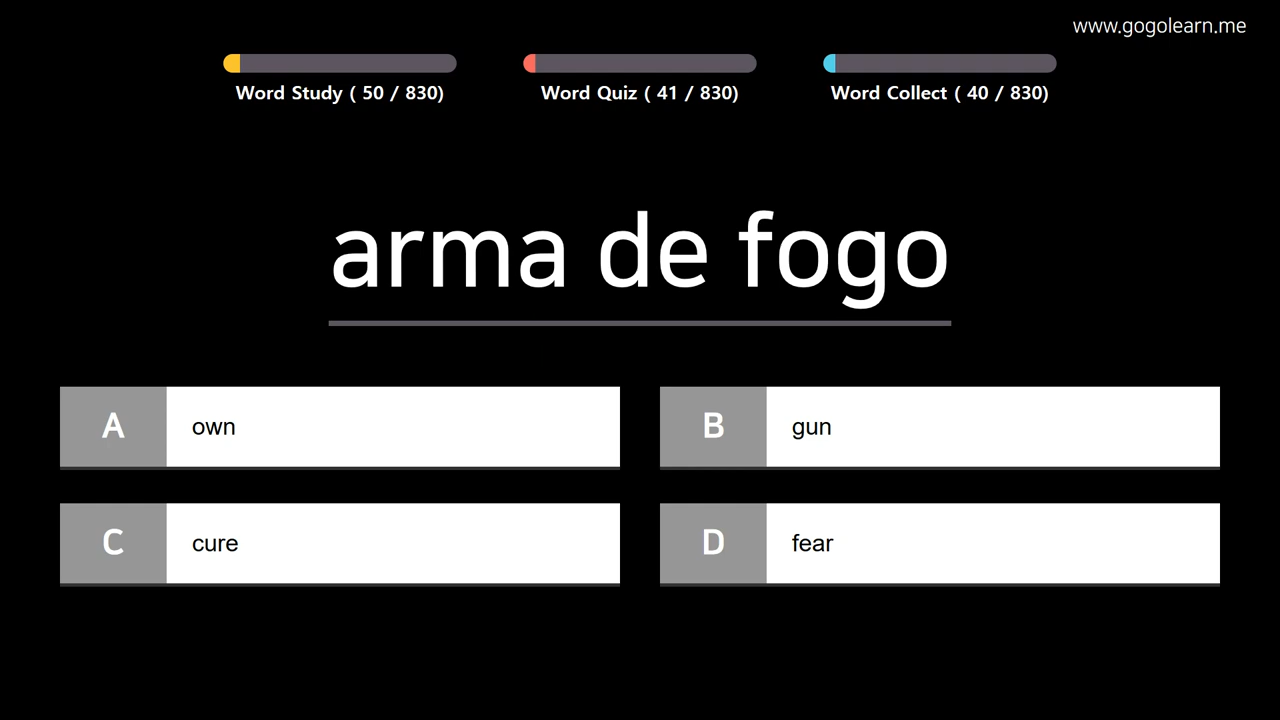 www.gogolearn.me
Word Study ( 50 / 830)
Word Quiz ( 41 / 830)
Word Collect ( 40 / 830)
arma de fogo
A own
B gun
C cure
D fear